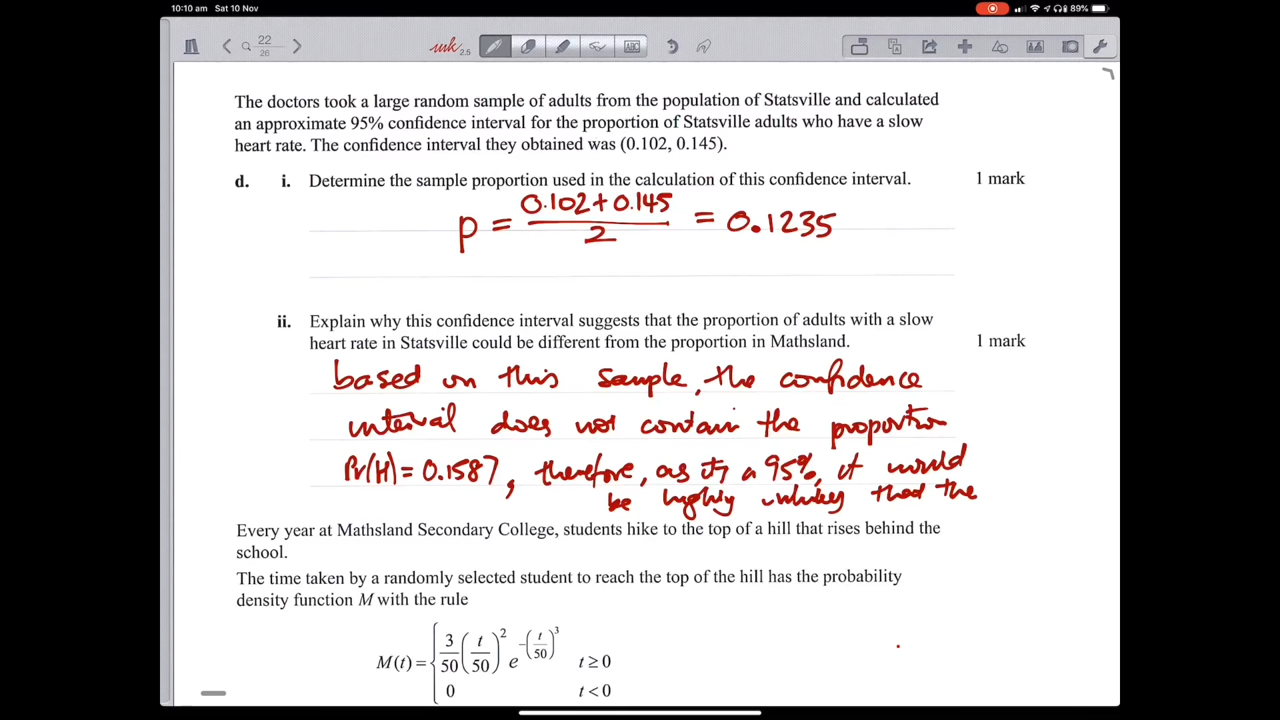 10:10 am Sat 10 Nov
89%
22
26
2.5
ABC
The doctors took a large random sample of adults from the population of Statsville and calculated
an approximate 95% confidence interval for the proportion of Statsville adults who have a slow
heart rate. The confidence interval they obtained was (0.102, 0.145).
d. i. Determine the sample proportion used in the calculation of this confidence interval. 1 mark
p = (0.102 + 0.145)/2 = 0.1235
ii. Explain why this confidence interval suggests that the proportion of adults with a slow
heart rate in Statsville could be different from the proportion in Mathsland. 1 mark
based on this sample, the confidence
interval does not contain the proportion
Pr(H) = 0.1587, therefore, as it's a 95%, it would
be highly unlikely that the
Every year at Mathsland Secondary College, students hike to the top of a hill that rises behind the
school.
The time taken by a randomly selected student to reach the top of the hill has the probability
density function M with the rule
M(t) = { 3/50 (t/50)² e^(-(t/50)³) t ≥ 0
0 t < 0